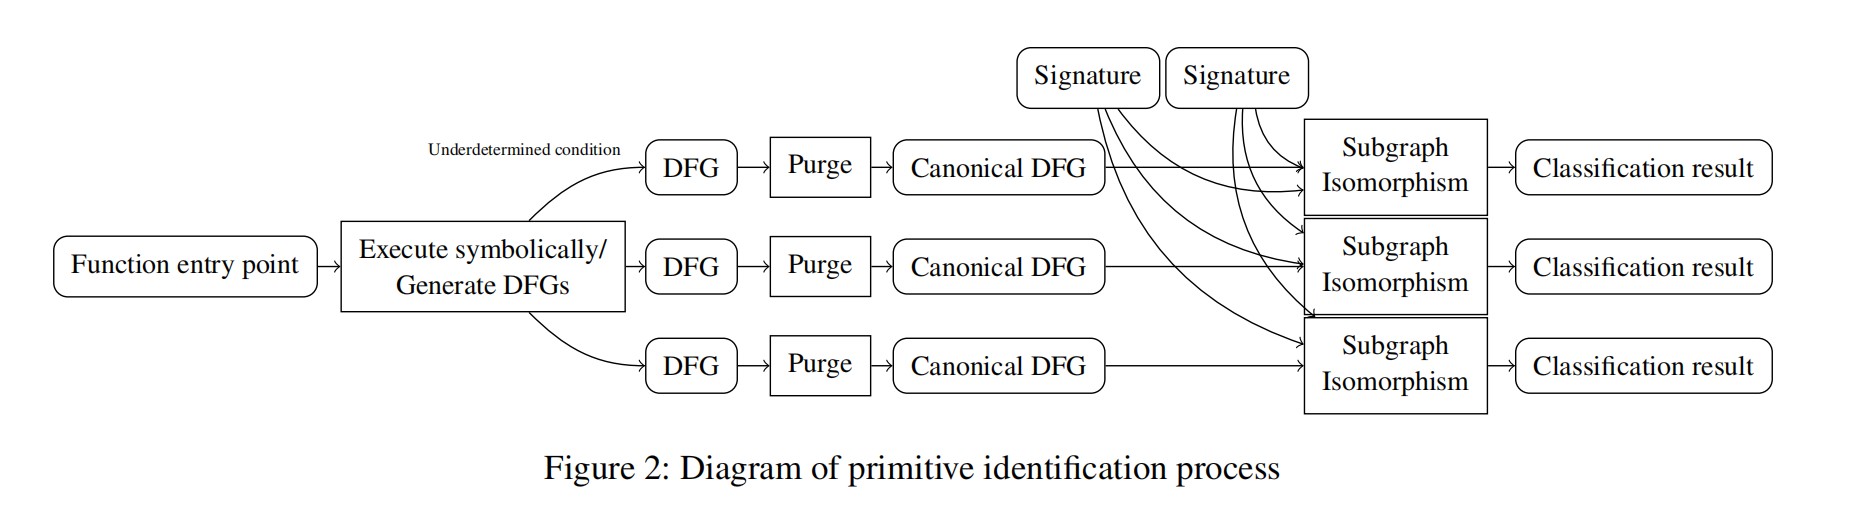 Signature
Signature
Underdetermined condition
DFG
Purge
Canonical DFG
Subgraph
Isomorphism
Classification result
Function entry point
Execute symbolically/
Generate DFGs
DFG
Purge
Canonical DFG
Subgraph
Isomorphism
Classification result
DFG
Purge
Canonical DFG
Subgraph
Isomorphism
Classification result
Figure 2: Diagram of primitive identification process